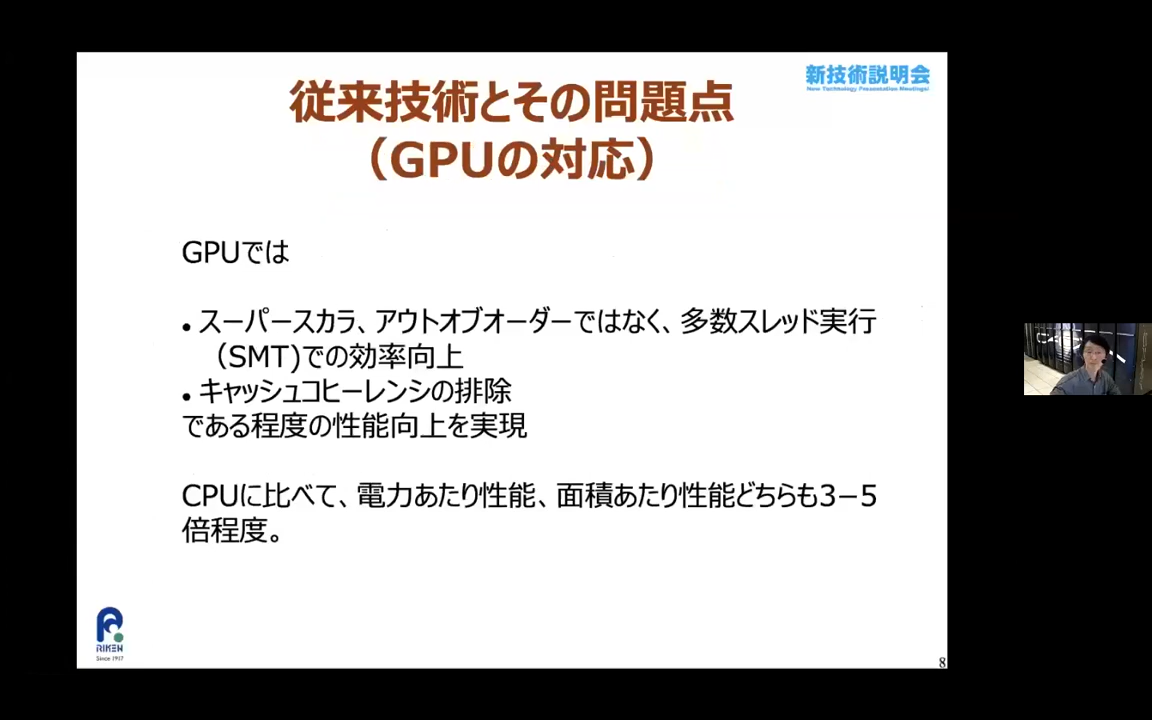 新技術説明会
New Technology Presentation Meetings!
従来技術とその問題点
（GPUの対応）
GPUでは
• スーパースカラ、アウトオブオーダーではなく、多数スレッド実行
（SMT)での効率向上
• キャッシュコヒーレンシの排除
である程度の性能向上を実現
CPUに比べて、電力あたり性能、面積あたり性能どちらも3−5
倍程度。
RIKEN
Since 1917
8